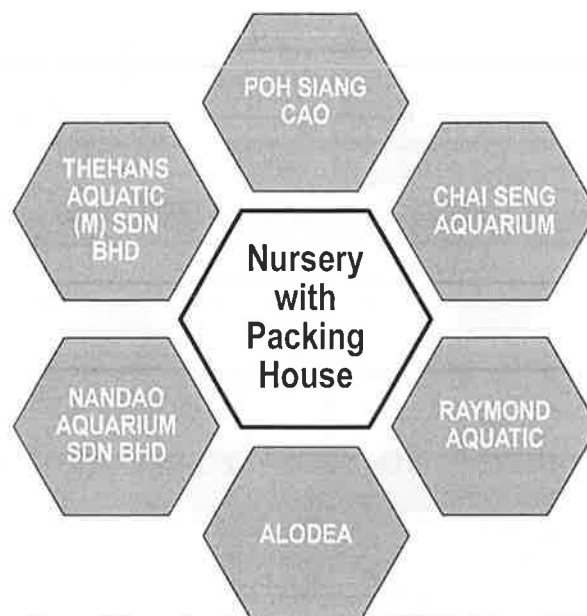 POH SIANG
CAO
THEHANS
AQUATIC
(M) SDN
BHD
CHAI SENG
AQUARIUM
Nursery
with
Packing
House
NANDAO
AQUARIUM
SDN BHD
RAYMOND
AQUATIC
ALODEA